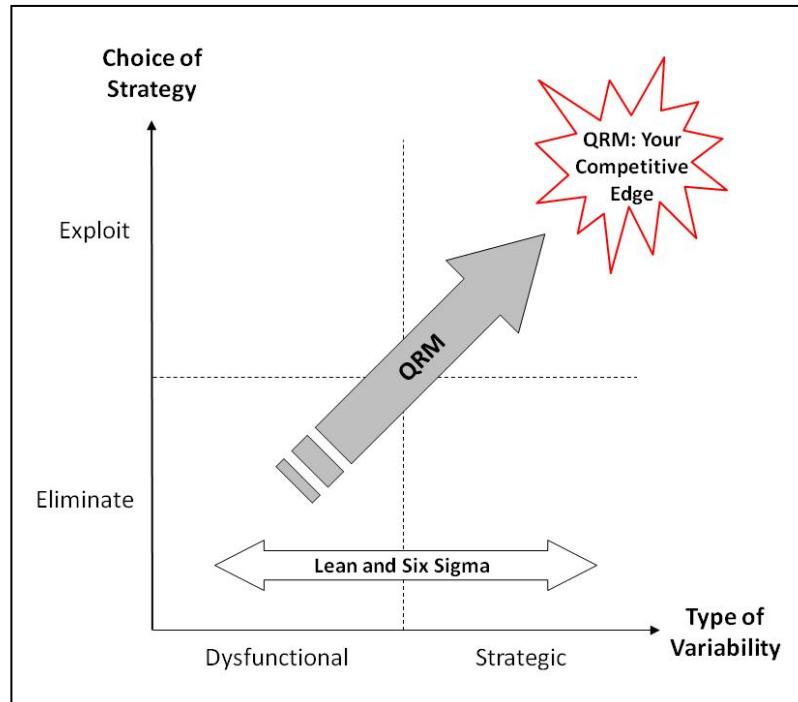 Choice of
Strategy
QRM: Your
Competitive
Edge
Exploit
QRM
Eliminate
Lean and Six Sigma
Type of
Variability
Dysfunctional
Strategic